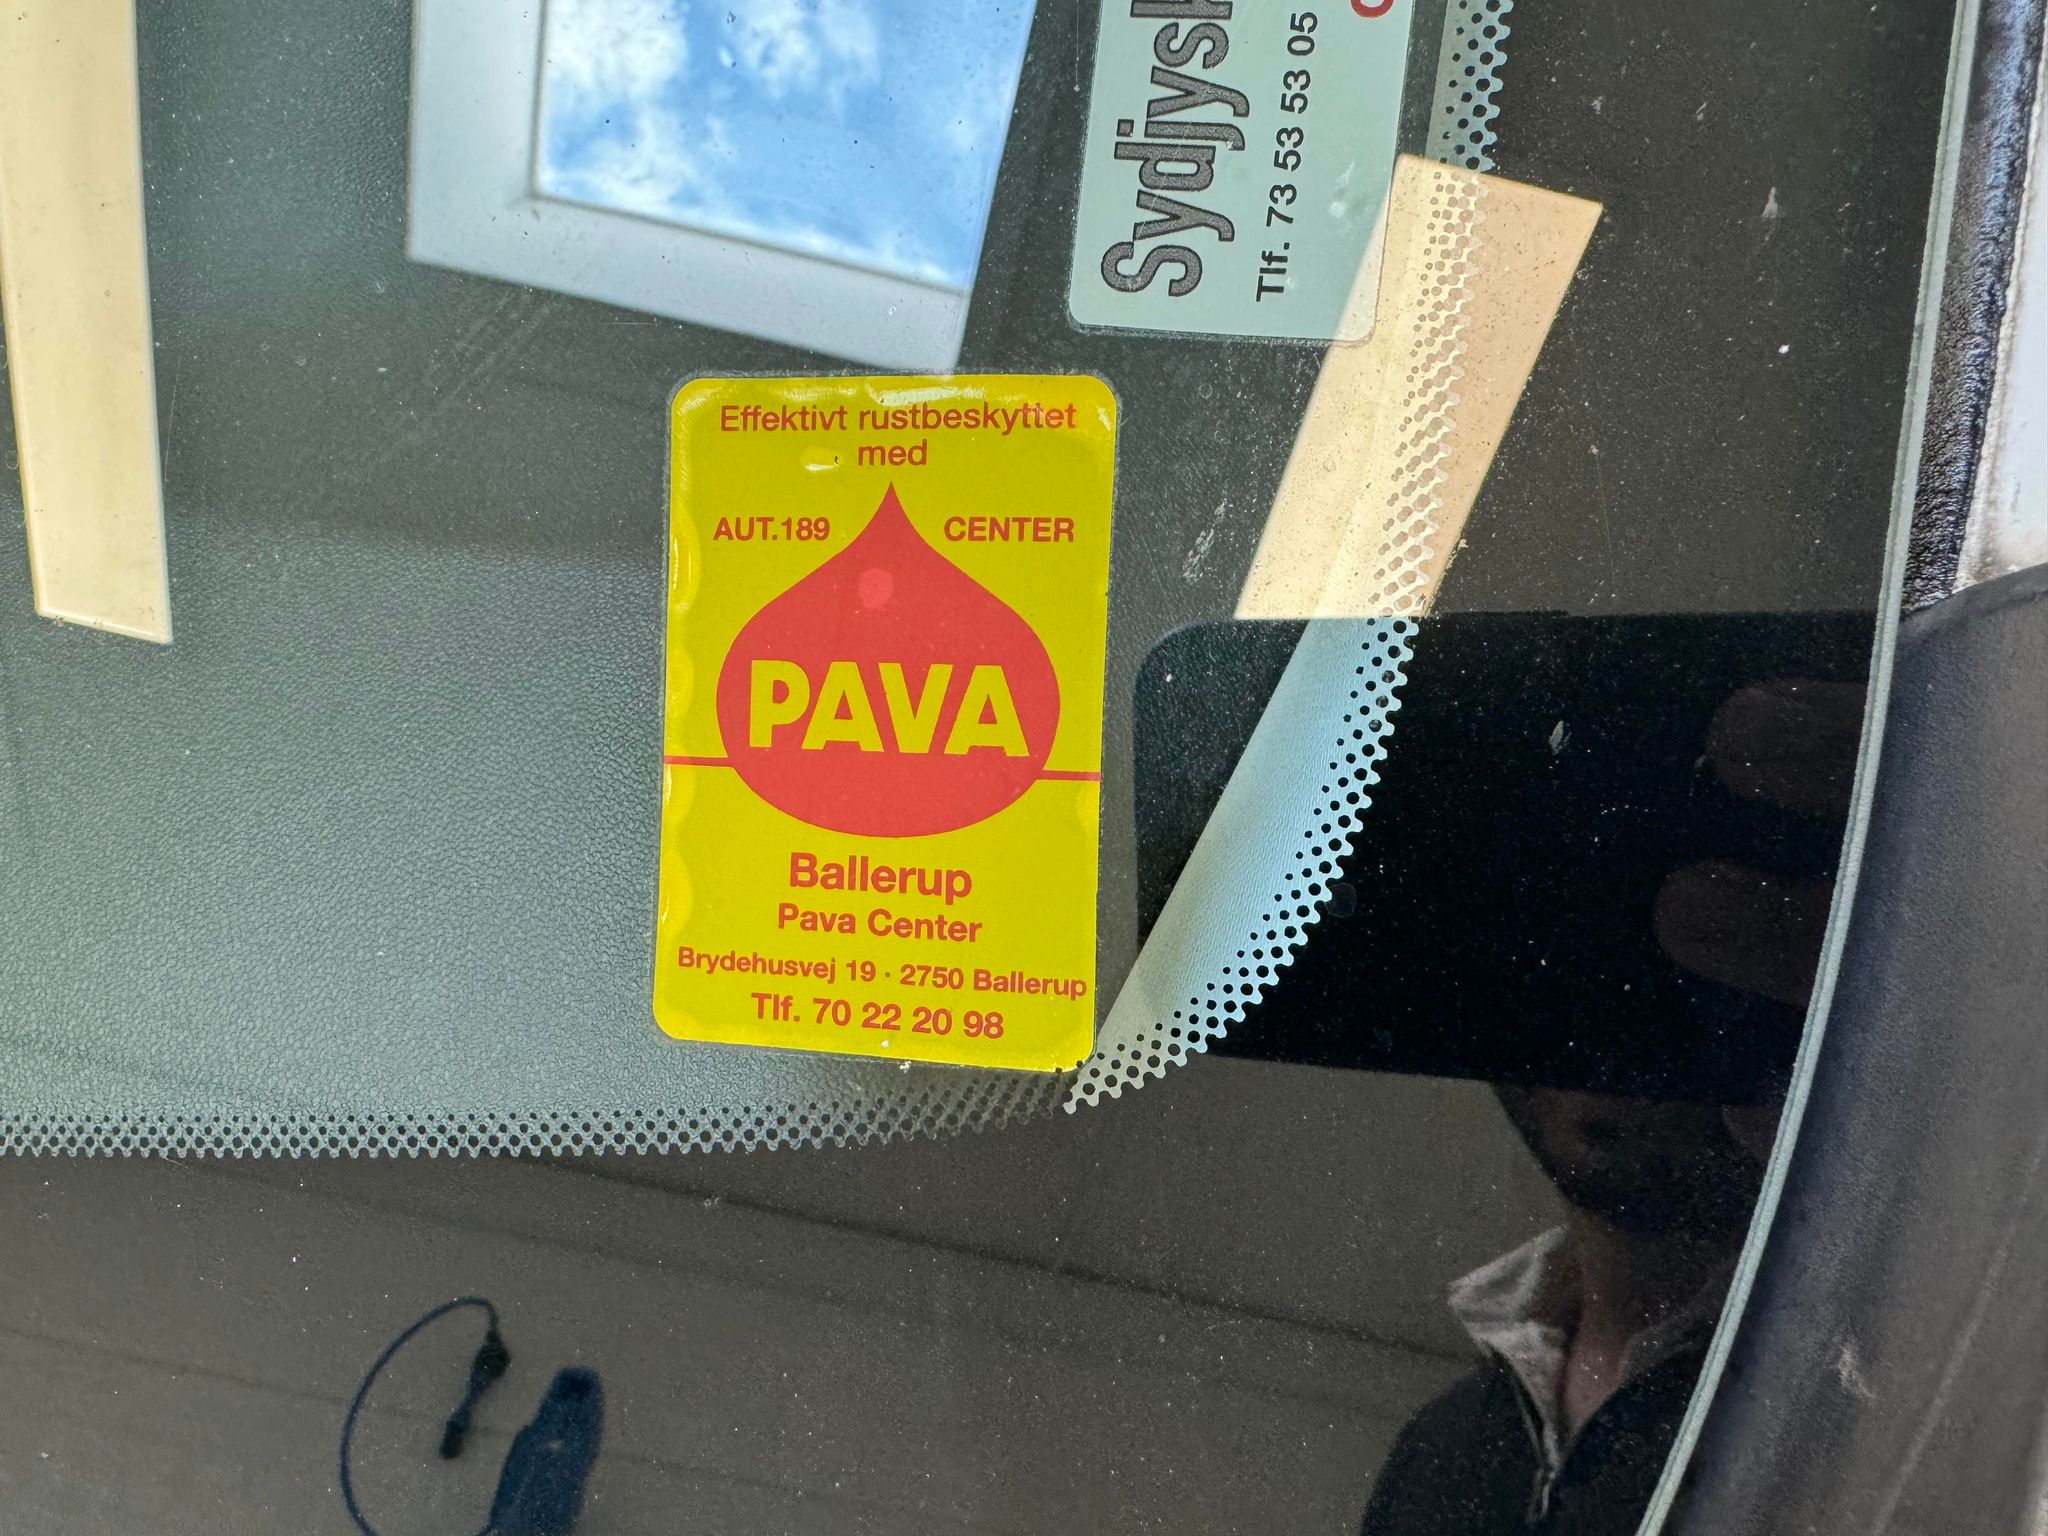 Effektivt rustbeskyttet
med
AUT.189 CENTER
PAVA
Ballerup
Pava Center
Brydehusvej 19 · 2750 Ballerup
Tlf. 70 22 20 98
Tlf. 73 53 53 05